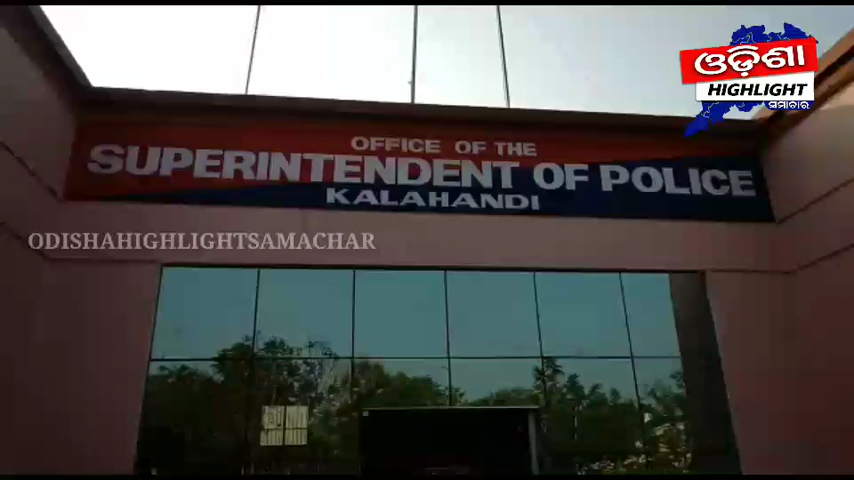 ଓଡ଼ିଶା
HIGHLIGHT
ସମାଚାର
OFFICE OF THE
SUPERINTENDENT OF POLICE
KALAHANDI
ODISHAHIGHLIGHTSAMACHAR